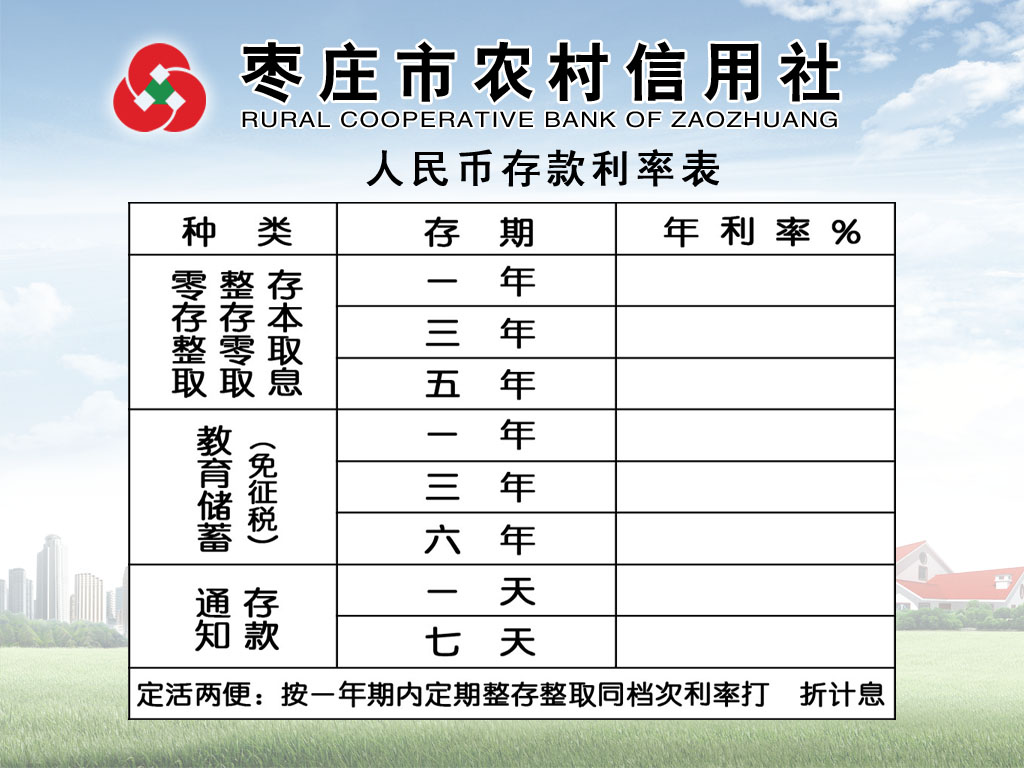 枣庄市农村信用社
RURAL COOPERATIVE BANK OF ZAOZHUANG
人民币存款利率表
种 类 存 期 年利率%
零存整取 整存零取 存本取息
一 年
三 年
五 年
教育储蓄 (免征税)
一 年
三 年
六 年
通知 存款
一 天
七 天
定活两便：按一年期内定期整存整取同档次利率打 折计息